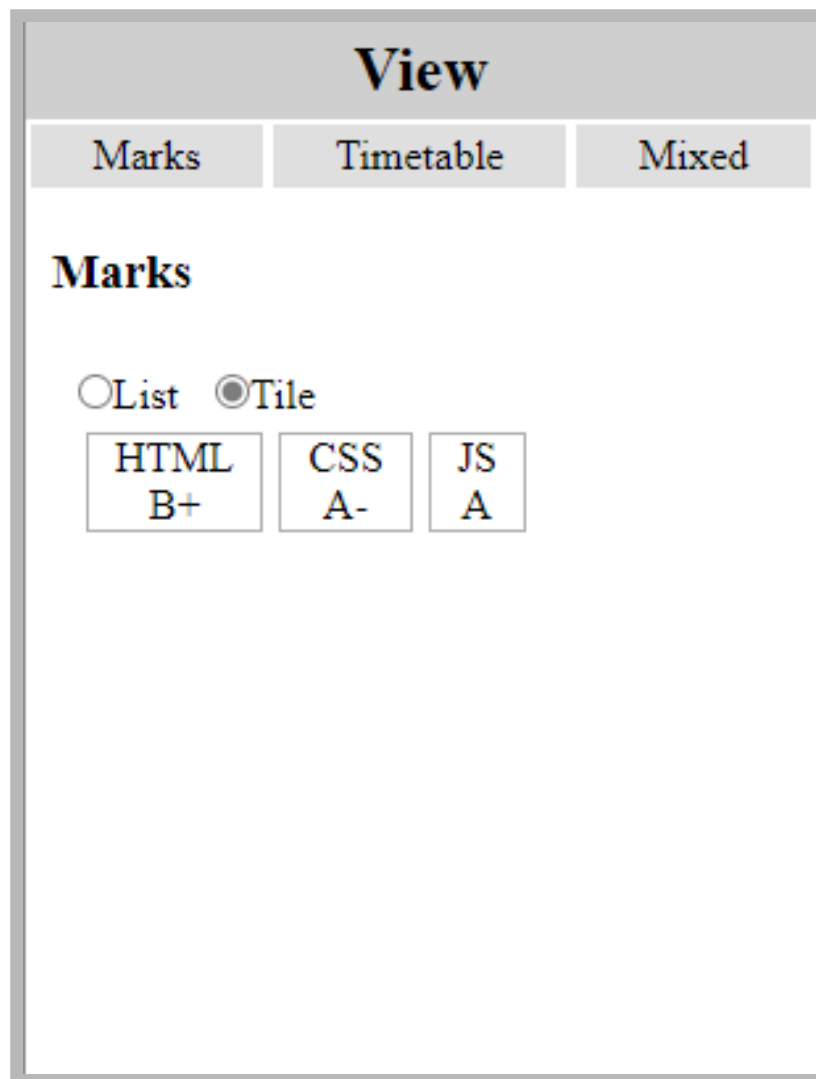 View
Marks Timetable Mixed
Marks
List Tile
HTML CSS JS
B+ A- A